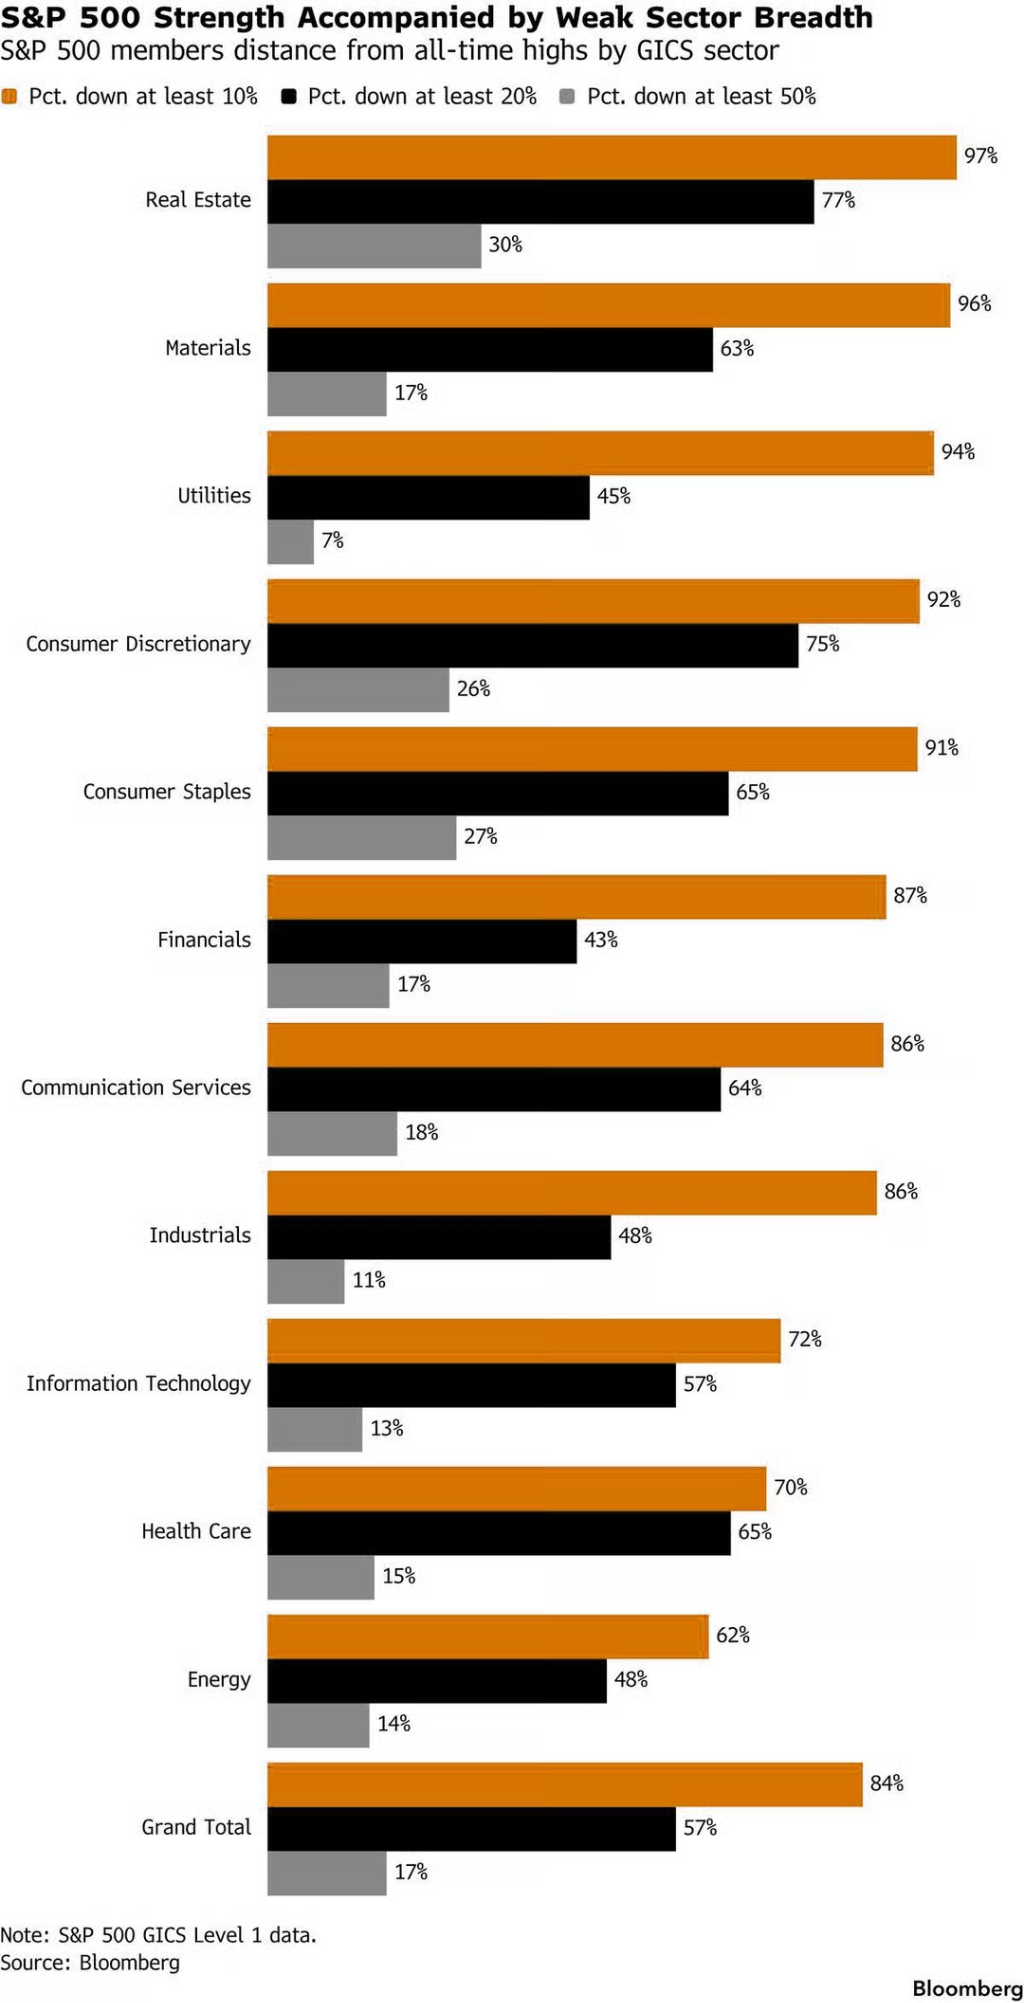 S&P 500 Strength Accompanied by Weak Sector Breadth
S&P 500 members distance from all-time highs by GICS sector
Pct. down at least 10% Pct. down at least 20% Pct. down at least 50%
97%
Real Estate 77%
30%
96%
Materials 63%
17%
94%
Utilities 45%
7%
92%
Consumer Discretionary 75%
26%
91%
Consumer Staples 65%
27%
87%
Financials 43%
17%
86%
Communication Services 64%
18%
86%
Industrials 48%
11%
72%
Information Technology 57%
13%
70%
Health Care 65%
15%
62%
Energy 48%
14%
84%
Grand Total 57%
17%
Note: S&P 500 GICS Level 1 data.
Source: Bloomberg
Bloomberg